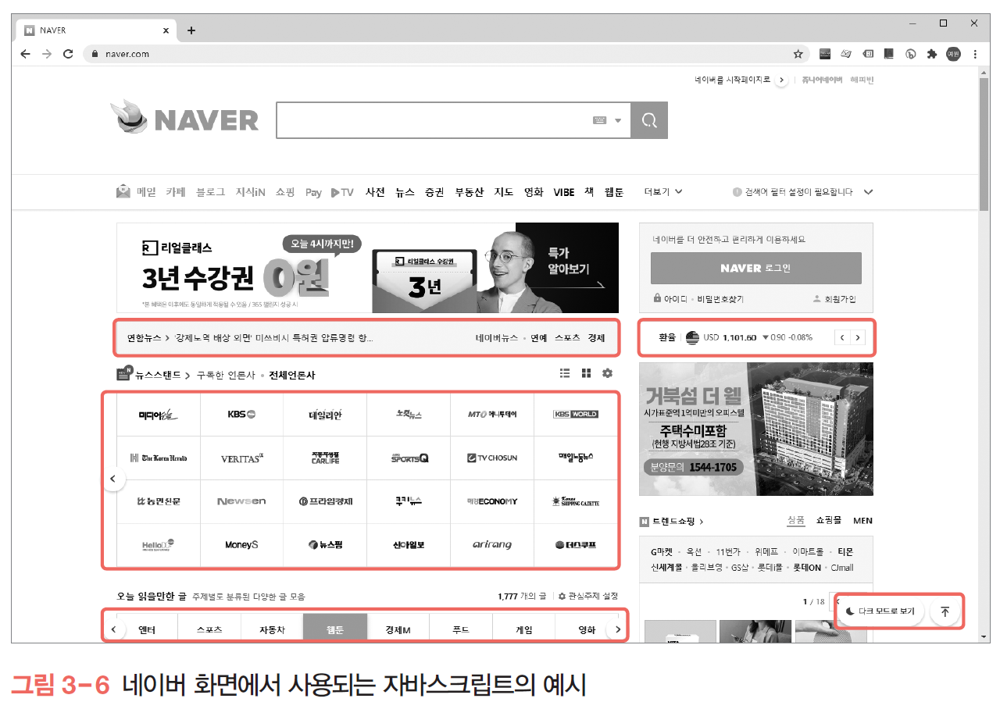 NAVER
naver.com
예원
네이버를 시작페이지로 쥬니어네이버 해피빈
NAVER
메일 카페 블로그 지식iN 쇼핑 Pay TV 사전 뉴스 증권 부동산 지도 영화 VIBE 책 웹툰 더보기 검색어 필터 설정이 필요합니다
리얼클래스
오늘 4시까지만!
3년 수강권 0원
*본 혜택은 이후에도 동일하게 적용될 수 있음 / 365 챌린지 성공 시
리얼클래스 수강권
3년
특가
알아보기
네이버를 더 안전하고 편리하게 이용하세요
NAVER 로그인
아이디 · 비밀번호찾기 회원가입
연합뉴스 > '강제노역 배상 외면' 미쓰비시 특허권 압류명령 항... 네이버뉴스 · 연예 스포츠 경제
환율 USD 1,101.60 ▼0.90 -0.08%
뉴스스탠드 > 구독한 언론사 · 전체언론사
미디어오늘 KBS 데일리안 노컷뉴스 MTN 머니투데이 KBS WORLD
The Korea Herald VERITAS 자동차생활 CARLIFE SPORTSQ TV CHOSUN 매일노동뉴스
농민신문 Newsen 프라임경제 쿠키뉴스 매경ECONOMY Korea SHIPPING GAZETTE
HelloDD MoneyS 뉴스핌 신아일보 arirang 더스쿠프
거북섬 더 웰
시가표준액 1억미만의 오피스텔
주택수미포함
(현행 지방세법28조 기준)
분양문의 1544-1705
트렌드쇼핑 > 상품 쇼핑몰 MEN
G마켓 · 옥션 · 11번가 · 위메프 · 이마트몰 · 티몬
신세계몰 · 올리브영 · GS샵 · 롯데i몰 · 롯데ON · CJmall
오늘 읽을만한 글 주제별로 분류된 다양한 글 모음 1,777 개의 글 관심주제 설정
1 / 18
다크 모드로 보기
엔터 스포츠 자동차 웹툰 경제M 푸드 게임 영화
그림 3-6 네이버 화면에서 사용되는 자바스크립트의 예시